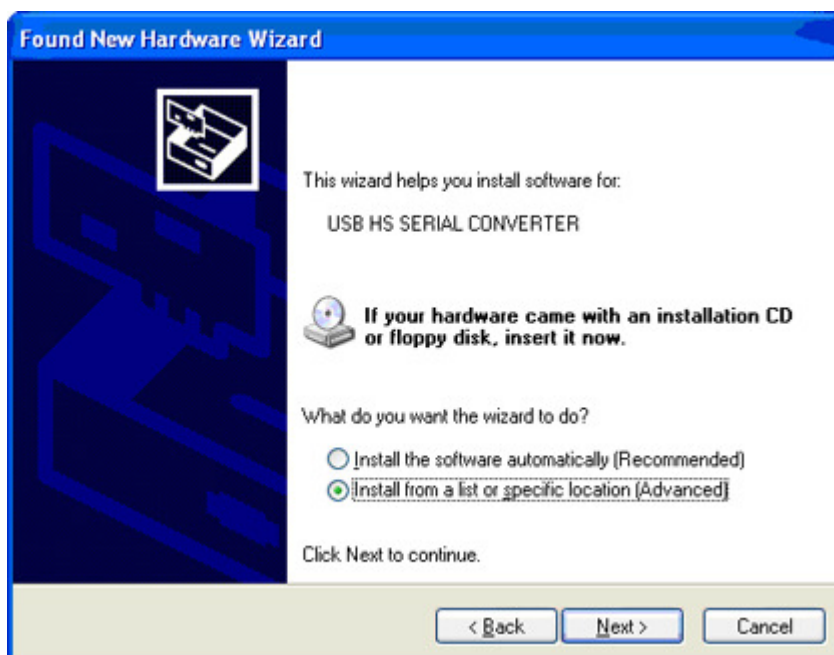 Found New Hardware Wizard
This wizard helps you install software for:
USB HS SERIAL CONVERTER
If your hardware came with an installation CD
or floppy disk, insert it now.
What do you want the wizard to do?
Install the software automatically (Recommended)
Install from a list or specific location (Advanced)
Click Next to continue.
< Back Next > Cancel